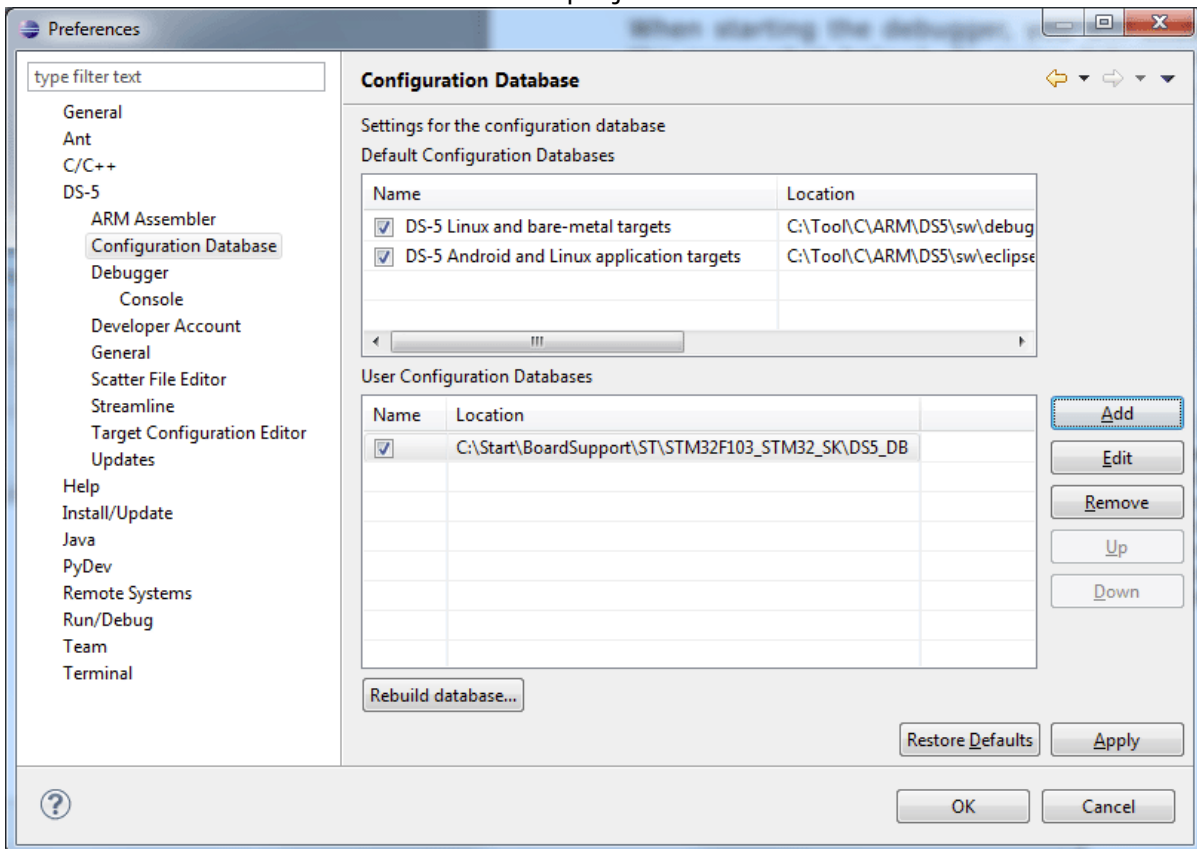 When starting the debugger,
Preferences
type filter text
General
Ant
C/C++
DS-5
ARM Assembler
Configuration Database
Debugger
Console
Developer Account
General
Scatter File Editor
Streamline
Target Configuration Editor
Updates
Help
Install/Update
Java
PyDev
Remote Systems
Run/Debug
Team
Terminal
Configuration Database
Settings for the configuration database
Default Configuration Databases
Name Location
DS-5 Linux and bare-metal targets C:\Tool\C\ARM\DS5\sw\debug
DS-5 Android and Linux application targets C:\Tool\C\ARM\DS5\sw\eclipse
User Configuration Databases
Name Location
C:\Start\BoardSupport\ST\STM32F103_STM32_SK\DS5_DB
Add
Edit
Remove
Up
Down
Rebuild database...
Restore Defaults Apply
OK Cancel